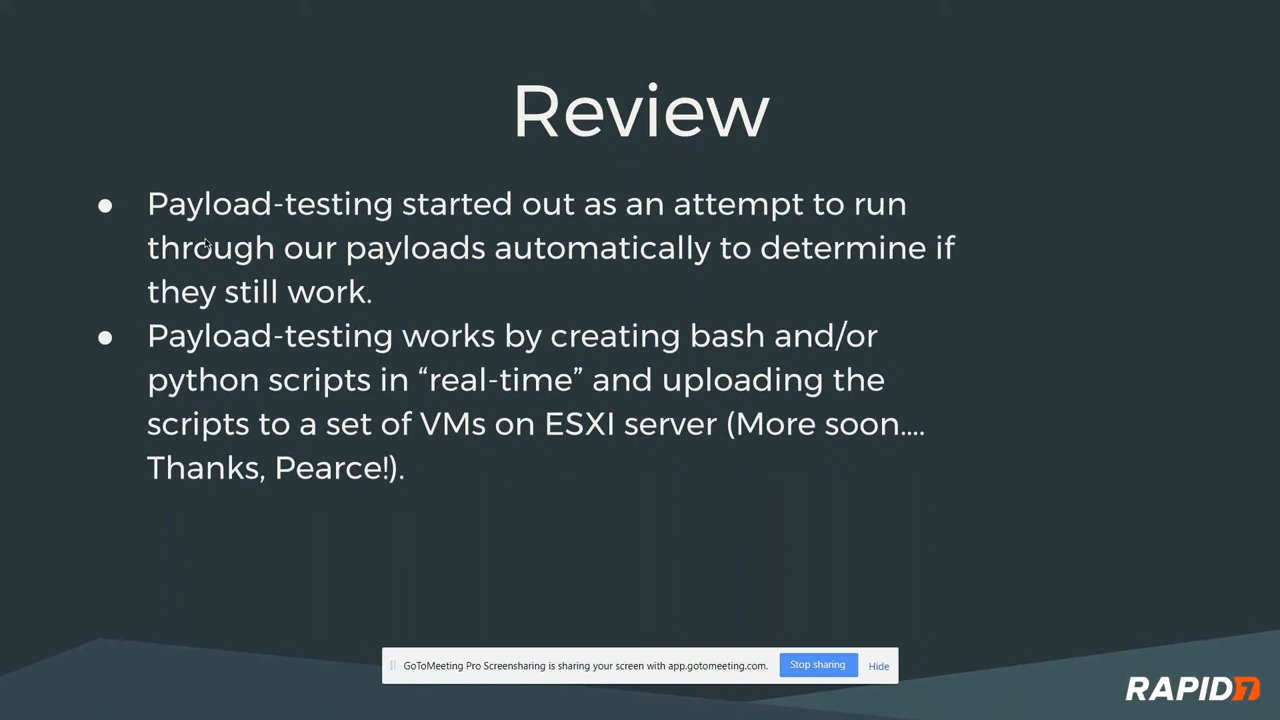 Review
● Payload-testing started out as an attempt to run
through our payloads automatically to determine if
they still work.
● Payload-testing works by creating bash and/or
python scripts in “real-time” and uploading the
scripts to a set of VMs on ESXI server (More soon....
Thanks, Pearce!).
GoToMeeting Pro Screensharing is sharing your screen with app.gotomeeting.com. Stop sharing Hide
RAPID7